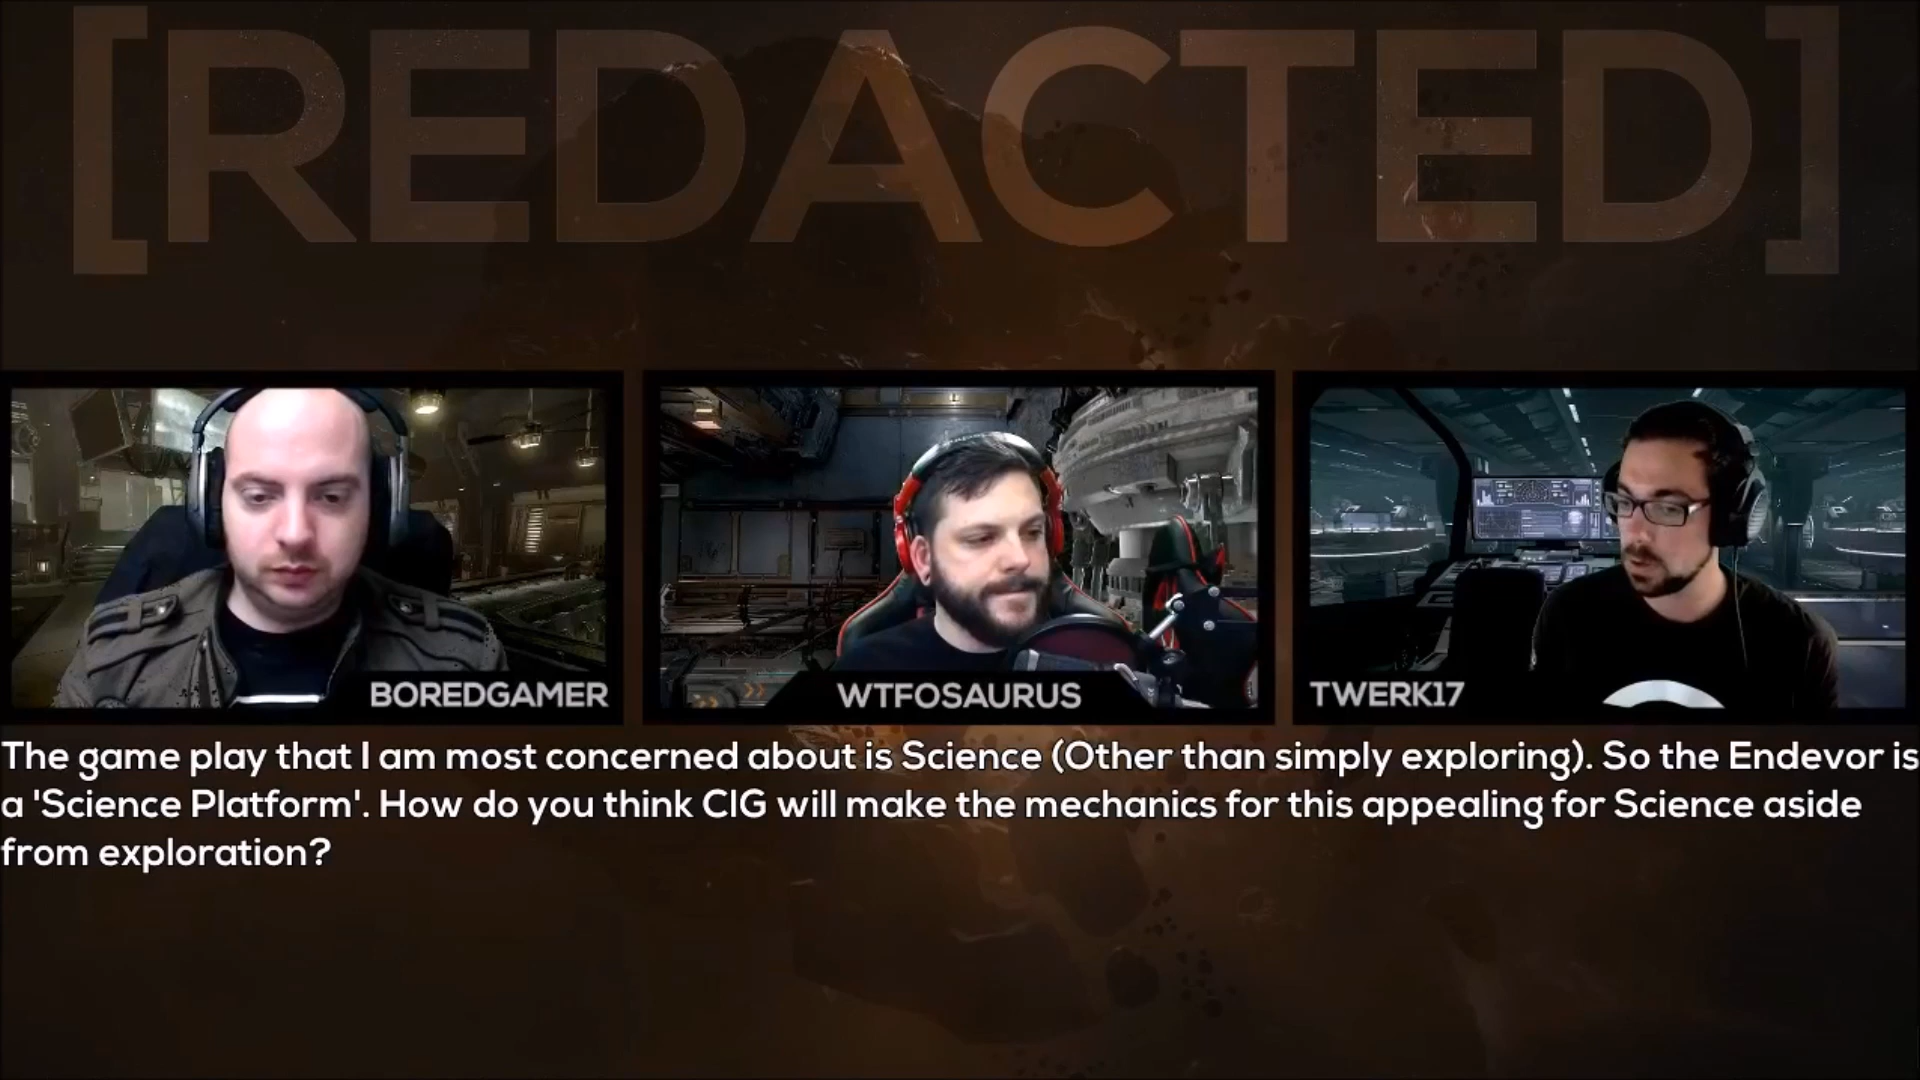 [REDACTED]
BOREDGAMER
WTFOSAURUS
TWERK17
The game play that I am most concerned about is Science (Other than simply exploring). So the Endevor is
a 'Science Platform'. How do you think CIG will make the mechanics for this appealing for Science aside
from exploration?